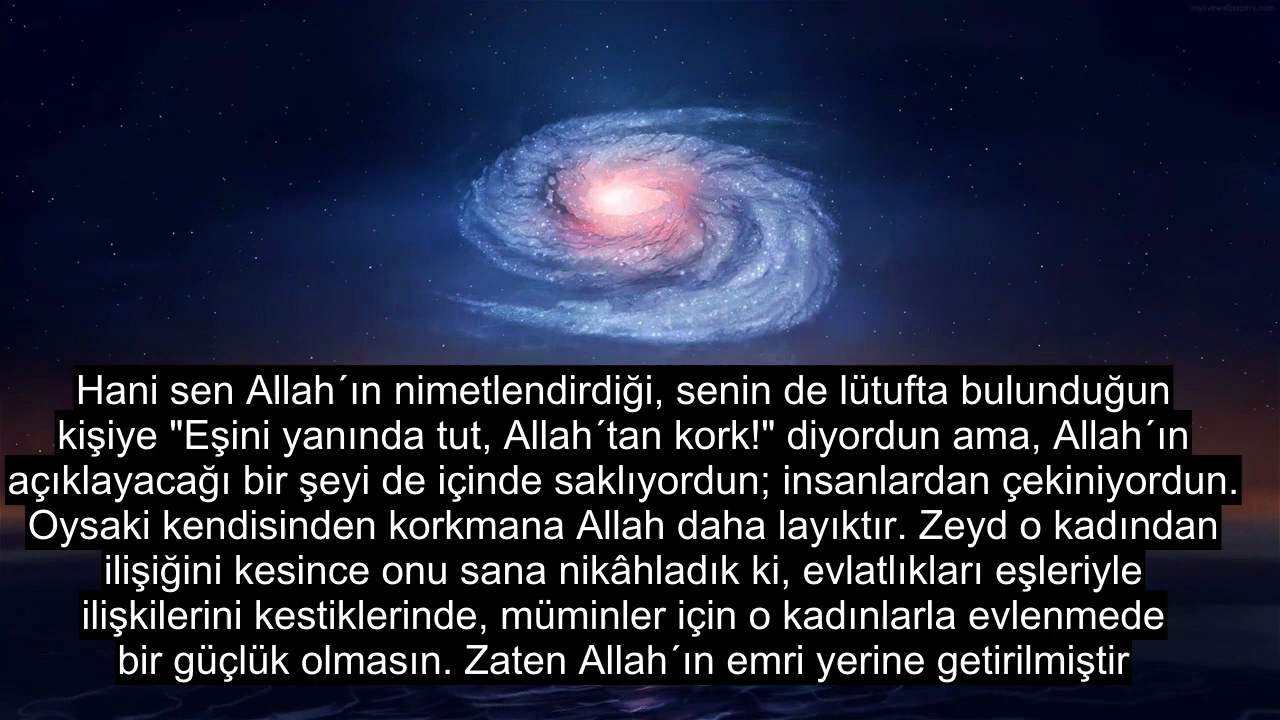 mylivewallpapers.com
Hani sen Allah´ın nimetlendirdiği, senin de lütufta bulunduğun
kişiye "Eşini yanında tut, Allah´tan kork!" diyordun ama, Allah´ın
açıklayacağı bir şeyi de içinde saklıyordun; insanlardan çekiniyordun.
Oysaki kendisinden korkmana Allah daha layıktır. Zeyd o kadından
ilişiğini kesince onu sana nikâhladık ki, evlatlıkları eşleriyle
ilişkilerini kestiklerinde, müminler için o kadınlarla evlenmede
bir güçlük olmasın. Zaten Allah´ın emri yerine getirilmiştir